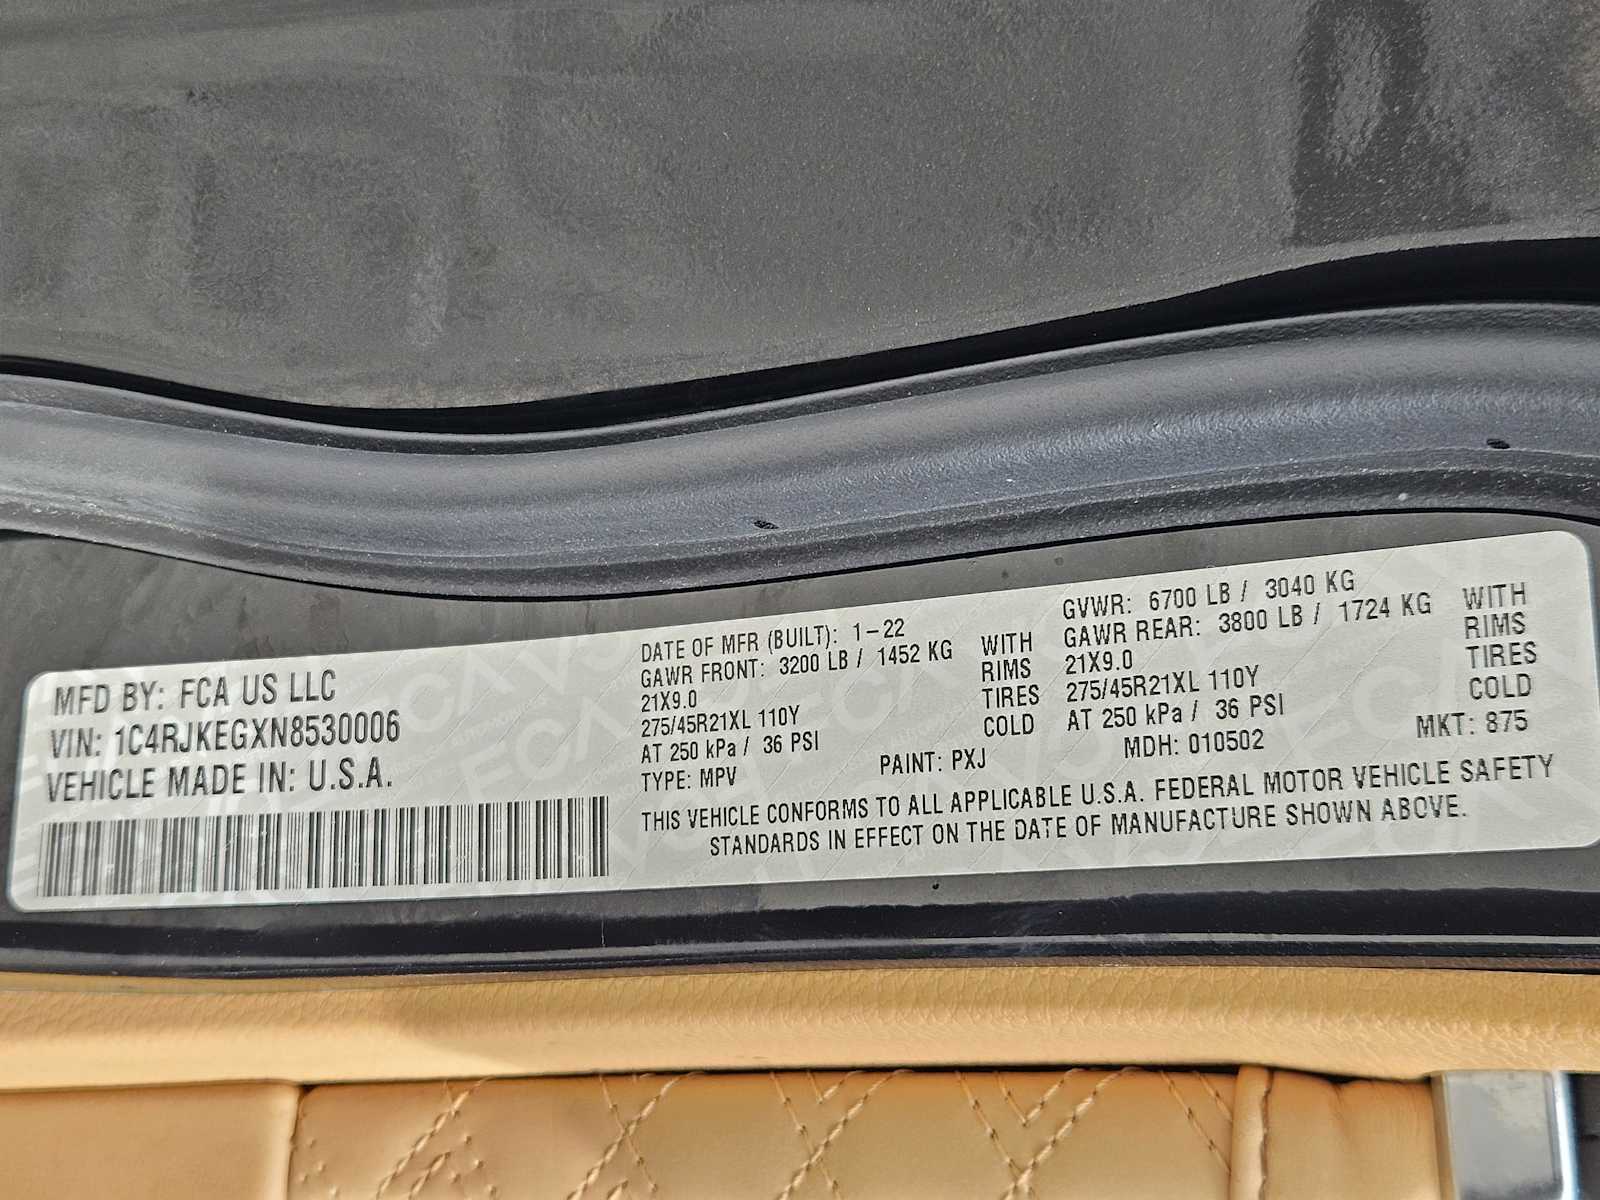 MFD BY: FCA US LLC
VIN: 1C4RJKEGXN8530006
VEHICLE MADE IN: U.S.A.
DATE OF MFR (BUILT): 1-22
GAWR FRONT: 3200 LB / 1452 KG WITH
21X9.0 RIMS
275/45R21XL 110Y TIRES
AT 250 kPa / 36 PSI COLD
TYPE: MPV PAINT: PXJ
GVWR: 6700 LB / 3040 KG
GAWR REAR: 3800 LB / 1724 KG WITH
21X9.0 RIMS
275/45R21XL 110Y TIRES
AT 250 kPa / 36 PSI COLD
MDH: 010502 MKT: 875
THIS VEHICLE CONFORMS TO ALL APPLICABLE U.S.A. FEDERAL MOTOR VEHICLE SAFETY
STANDARDS IN EFFECT ON THE DATE OF MANUFACTURE SHOWN ABOVE.